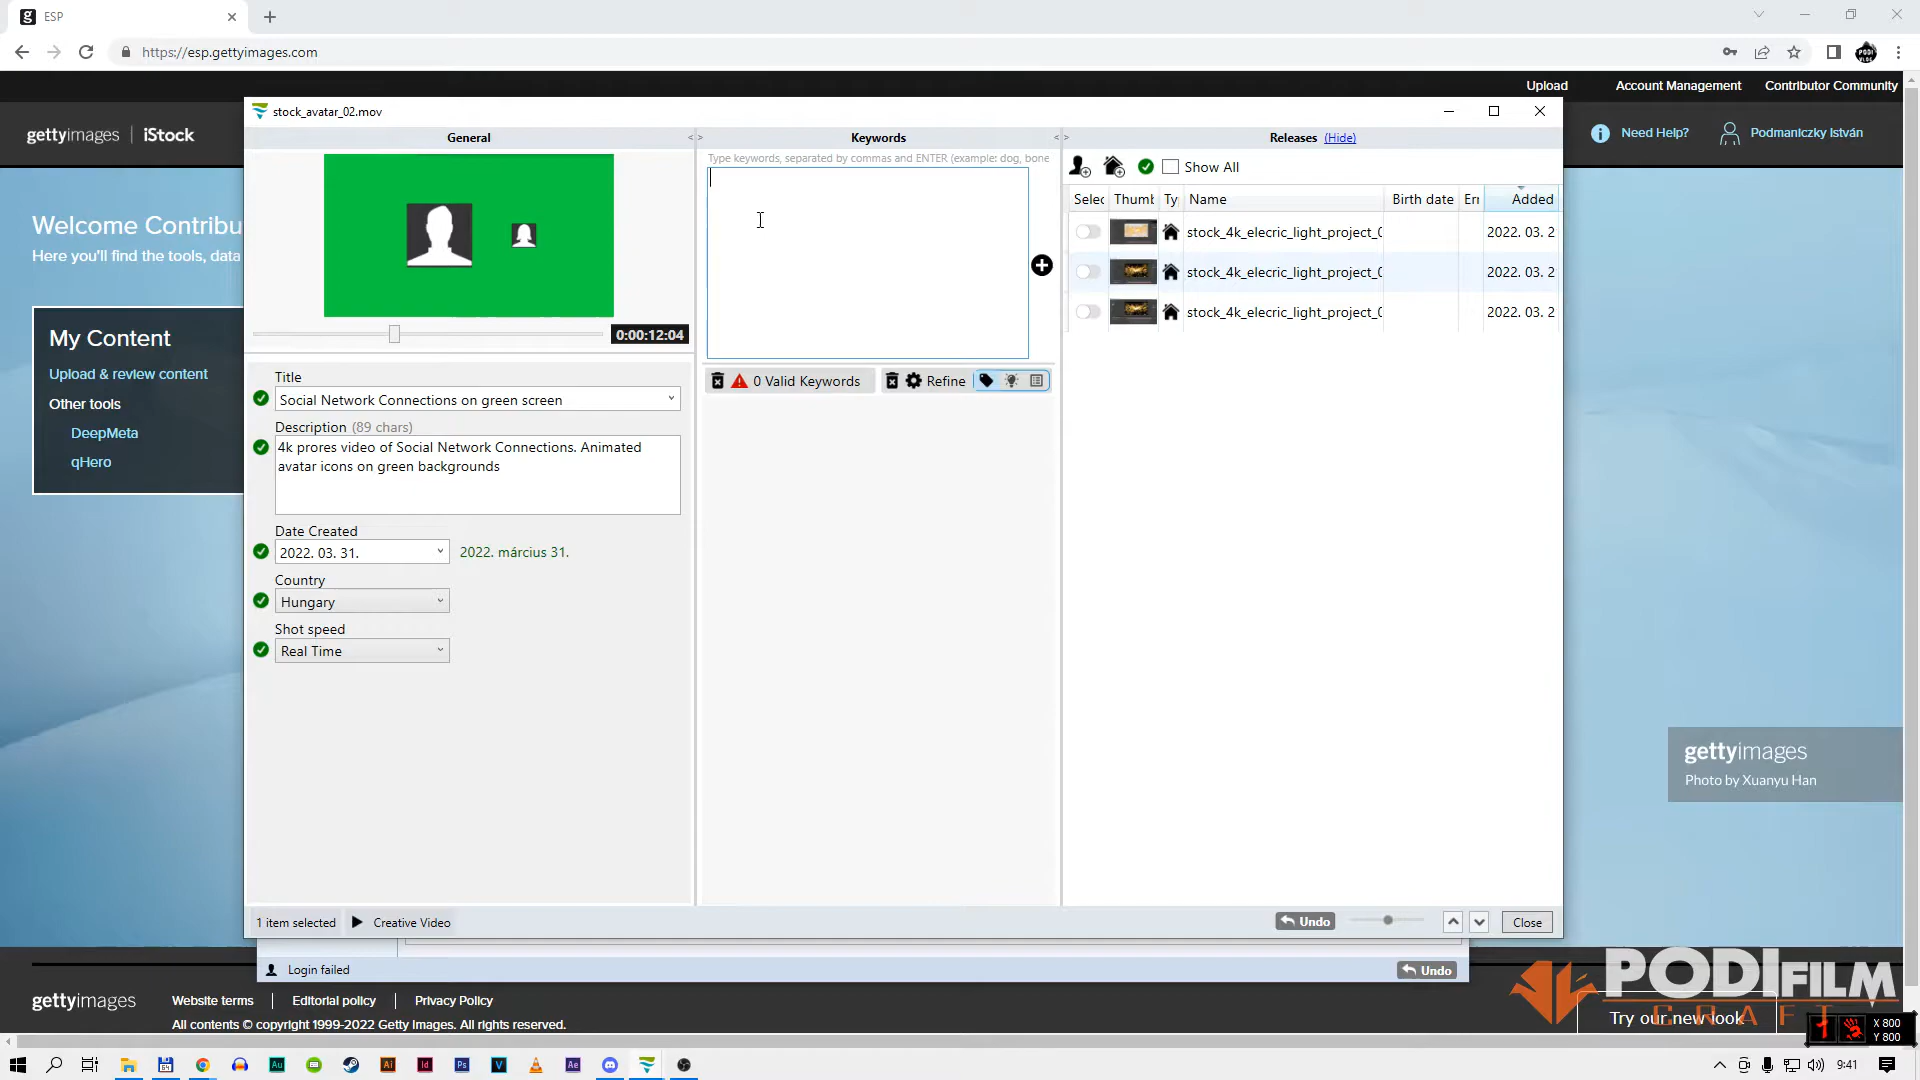 ESP
https://esp.gettyimages.com
Upload
Account Management
Contributor Community
gettyimages | iStock
Need Help?
Podmaniczky István
Welcome Contribu
Here you'll find the tools, data
My Content
Upload & review content
Other tools
DeepMeta
qHero
stock_avatar_02.mov
General
0:00:12:04
Title
Social Network Connections on green screen
Description (89 chars)
4k prores video of Social Network Connections. Animated
avatar icons on green backgrounds
Date Created
2022. 03. 31.
2022. március 31.
Country
Hungary
Shot speed
Real Time
Keywords
Type keywords, separated by commas and ENTER (example: dog, bone
0 Valid Keywords
Refine
Releases (Hide)
Show All
Selec Thumb Ty Name Birth date Err Added
stock_4k_elecric_light_project_0 2022. 03. 2
stock_4k_elecric_light_project_0 2022. 03. 2
stock_4k_elecric_light_project_0 2022. 03. 2
1 item selected
Creative Video
Undo
Close
Login failed
Undo
gettyimages
Photo by Xuanyu Han
gettyimages
Website terms | Editorial policy | Privacy Policy
All contents © copyright 1999-2022 Getty Images. All rights reserved.
PODIFILM
CRAFT
Try our new look
X 800
Y 800
9:41